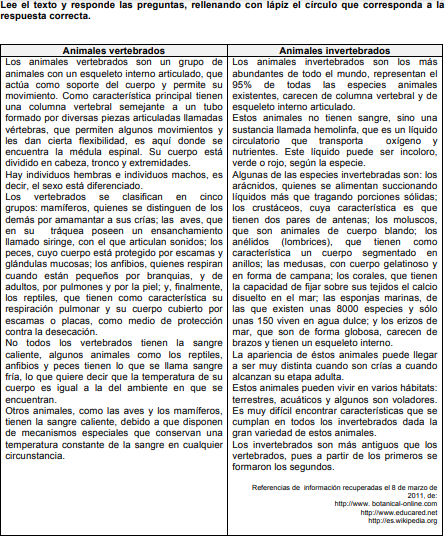 Lee el texto y responde las preguntas, rellenando con lápiz el círculo que corresponda a la
respuesta correcta.
Animales vertebrados
Los animales vertebrados son un grupo de
animales con un esqueleto interno articulado, que
actúa como soporte del cuerpo y permite su
movimiento. Como característica principal tienen
una columna vertebral semejante a un tubo
formado por diversas piezas articuladas llamadas
vértebras, que permiten algunos movimientos y
les dan cierta flexibilidad, es aquí donde se
encuentra la médula espinal. Su cuerpo está
dividido en cabeza, tronco y extremidades.
Hay individuos hembras e individuos machos, es
decir, el sexo está diferenciado.
Los vertebrados se clasifican en cinco
grupos: mamíferos, quienes se distinguen de los
demás por amamantar a sus crías; las aves, que
en su tráquea poseen un ensanchamiento
llamado siringe, con el que articulan sonidos; los
peces, cuyo cuerpo está protegido por escamas y
glándulas mucosas; los anfibios, quienes respiran
cuando están pequeños por branquias, y de
adultos, por pulmones y por la piel; y, finalmente,
los reptiles, que tienen como característica su
respiración pulmonar y su cuerpo cubierto por
escamas o placas, como medio de protección
contra la desecación.
No todos los vertebrados tienen la sangre
caliente, algunos animales como los reptiles,
anfibios y peces tienen lo que se llama sangre
fría, lo que quiere decir que la temperatura de su
cuerpo es igual a la del ambiente en que se
encuentran.
Otros animales, como las aves y los mamíferos,
tienen la sangre caliente, debido a que disponen
de mecanismos especiales que conservan una
temperatura constante de la sangre en cualquier
circunstancia.
Animales invertebrados
Los animales invertebrados son los más
abundantes de todo el mundo, representan el
95% de todas las especies animales
existentes, carecen de columna vertebral y de
esqueleto interno articulado.
Estos animales no tienen sangre, sino una
sustancia llamada hemolinfa, que es un líquido
circulatorio que transporta oxígeno y
nutrientes. Este líquido puede ser incoloro,
verde o rojo, según la especie.
Algunas de las especies invertebradas son: los
arácnidos, quienes se alimentan succionando
líquidos más que tragando porciones sólidas;
los crustáceos, cuya característica es que
tienen dos pares de antenas; los moluscos,
que son animales de cuerpo blando; los
anélidos (lombrices), que tienen como
característica un cuerpo segmentado en
anillos; las medusas, con cuerpo gelatinoso y
en forma de campana; los corales, que tienen
la capacidad de fijar sobre sus tejidos el calcio
disuelto en el mar; las esponjas marinas, de
las que existen unas 8000 especies y sólo
unas 150 viven en agua dulce; y los erizos de
mar, que son de forma globosa, carecen de
brazos y tienen un esqueleto interno.
La apariencia de éstos animales puede llegar
a ser muy distinta cuando son crías a cuando
alcanzan su etapa adulta.
Estos animales pueden vivir en varios hábitats:
terrestres, acuáticos y algunos son voladores.
Es muy difícil encontrar características que se
cumplan en todos los invertebrados dada la
gran variedad de estos animales.
Los invertebrados son más antiguos que los
vertebrados, pues a partir de los primeros se
formaron los segundos.
Referencias de información recuperadas el 8 de marzo de
2011, de:
http://www. botanical-online.com
http://www.educared.net
http://es.wikipedia.org